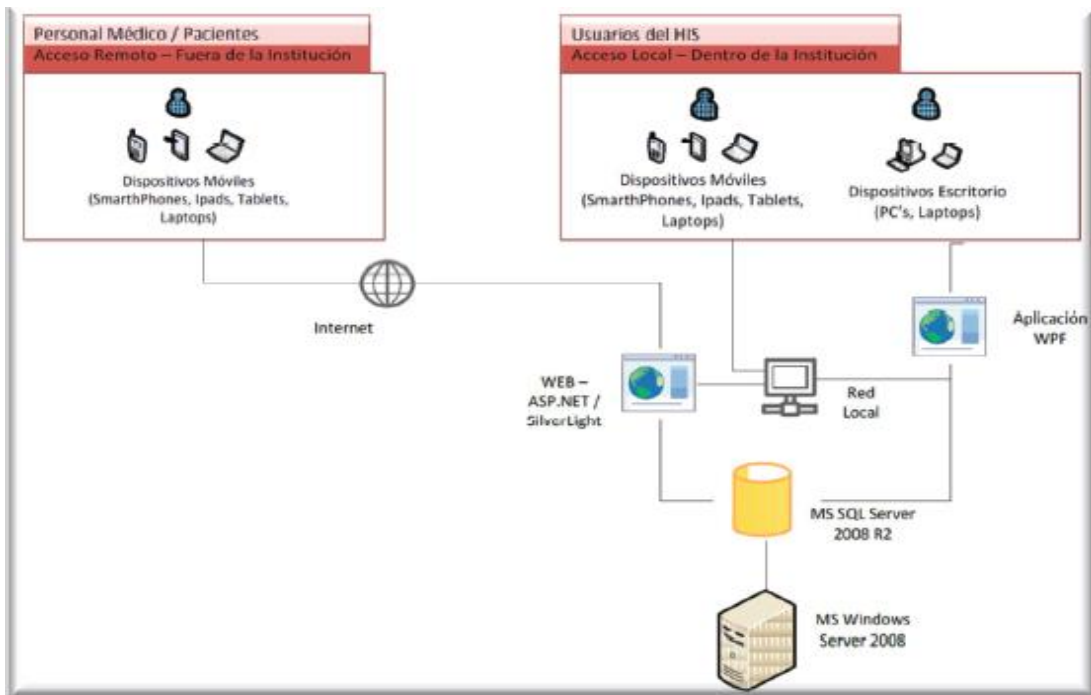 Personal Médico / Pacientes
Acceso Remoto – Fuera de la Institución
Dispositivos Móviles
(SmarthPhones, Ipads, Tablets,
Laptops)
Usuarios del HIS
Acceso Local – Dentro de la Institución
Dispositivos Móviles
(SmarthPhones, Ipads, Tablets,
Laptops)
Dispositivos Escritorio
(PC's, Laptops)
Internet
Aplicación
WPF
WEB –
ASP.NET /
SilverLight
Red
Local
MS SQL Server
2008 R2
MS Windows
Server 2008